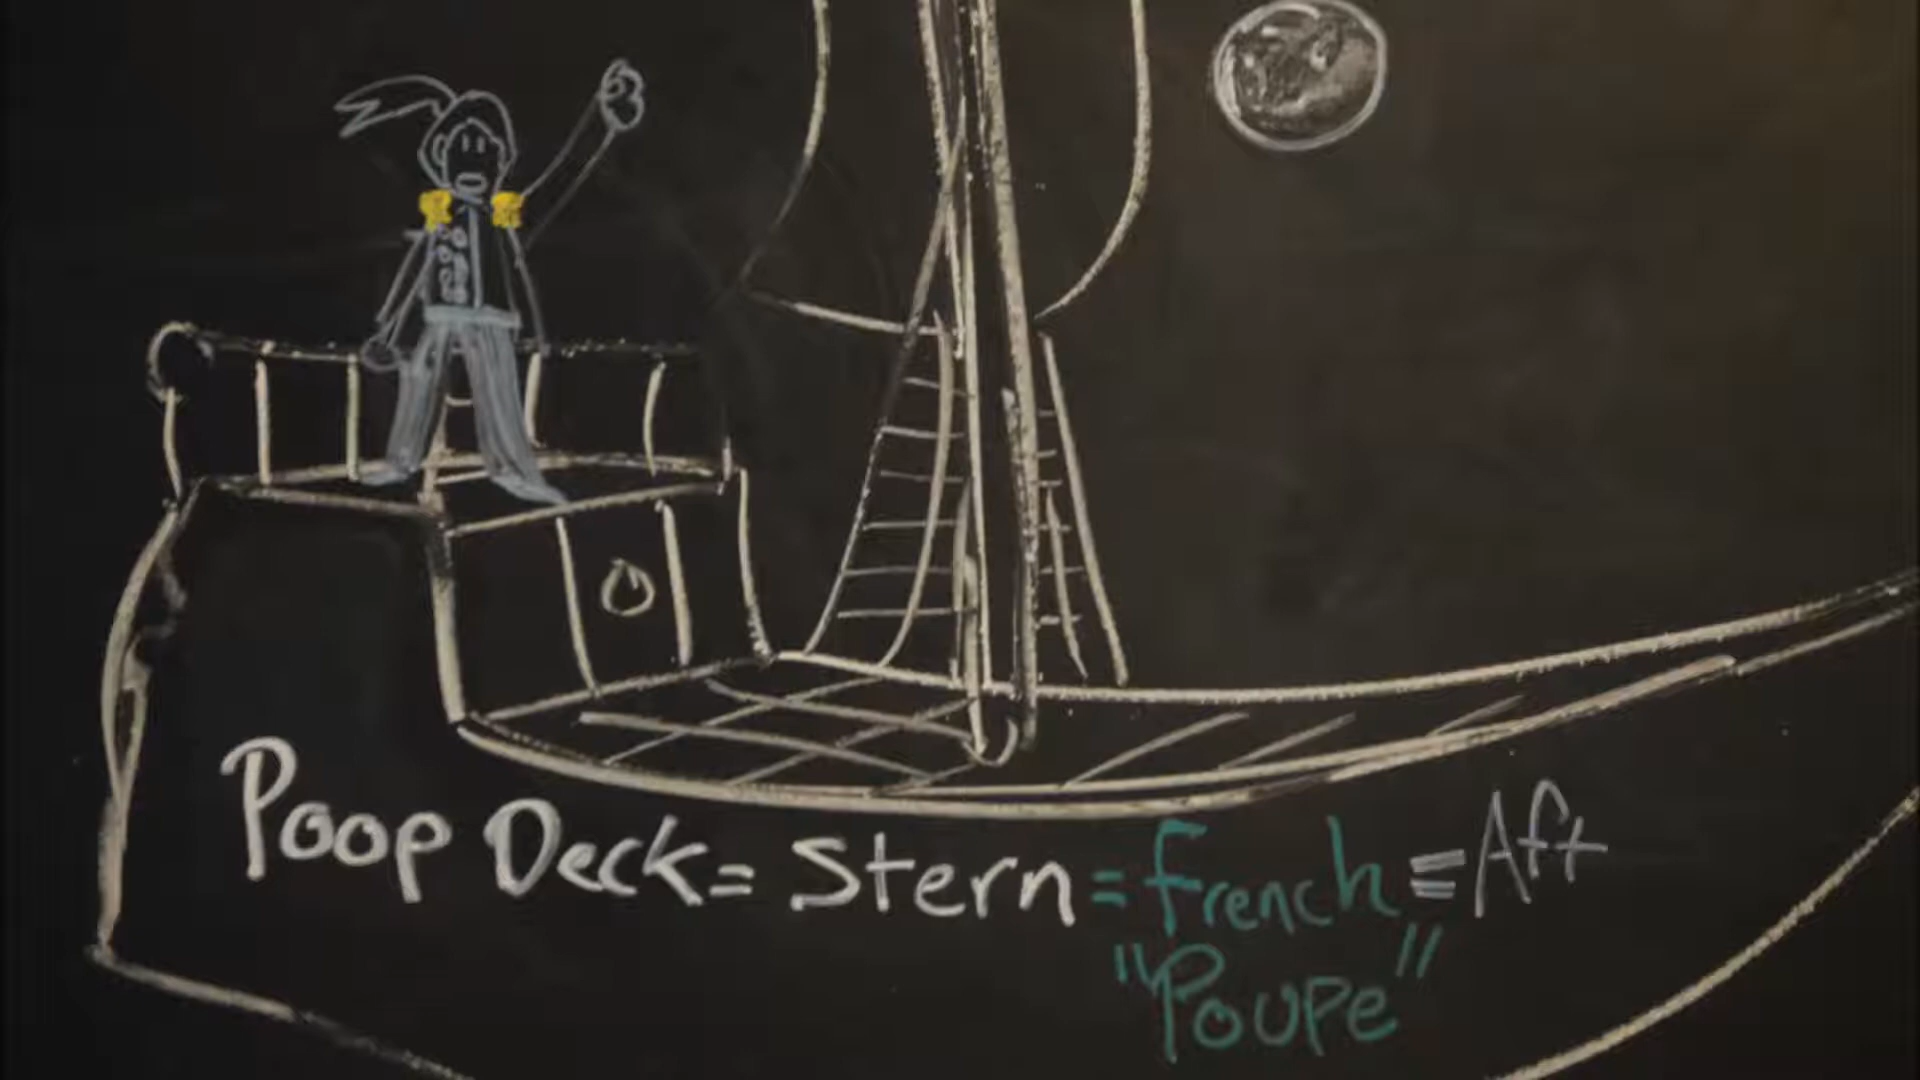 Poop Deck = Stern = French = Aft
"Poupe"